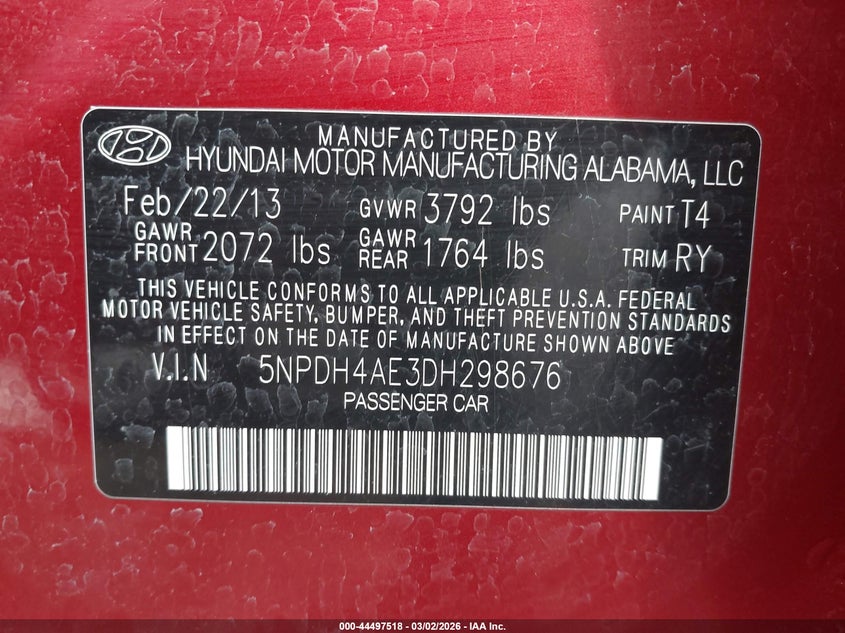 MANUFACTURED BY
HYUNDAI MOTOR MANUFACTURING ALABAMA, LLC
Feb/22/13 GVWR 3792 lbs PAINT T4
GAWR FRONT 2072 lbs GAWR REAR 1764 lbs TRIM RY
THIS VEHICLE CONFORMS TO ALL APPLICABLE U.S.A. FEDERAL
MOTOR VEHICLE SAFETY, BUMPER, AND THEFT PREVENTION STANDARDS
IN EFFECT ON THE DATE OF MANUFACTURE SHOWN ABOVE.
V.I.N 5NPDH4AE3DH298676
PASSENGER CAR
000-44497518 - 03/02/2026 - IAA Inc.